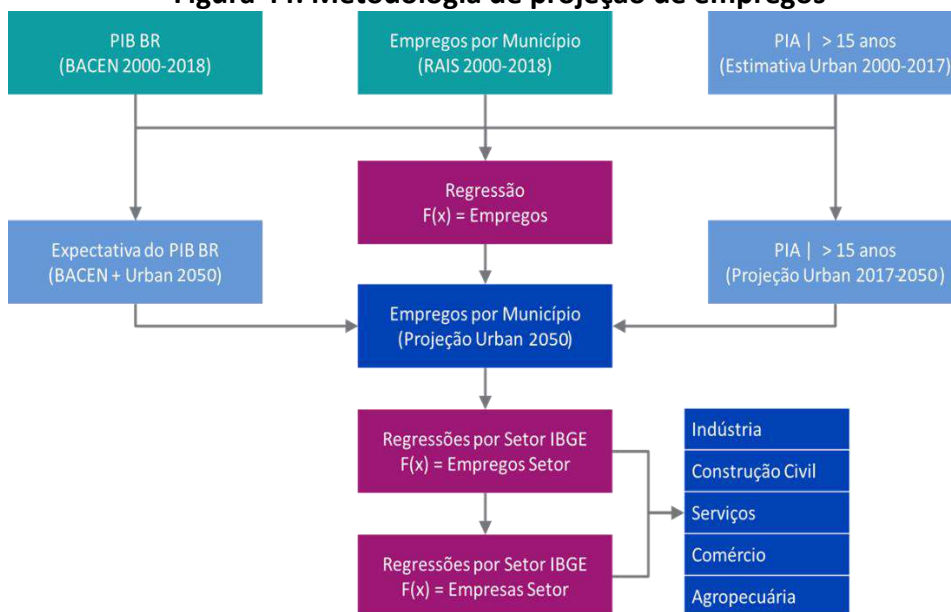 Figura 44: Metodologia de projeção de empregos
PIB BR
(BACEN 2000-2018)
Empregos por Município
(RAIS 2000-2018)
PIA | > 15 anos
(Estimativa Urban 2000-2017)
Regressão
F(x) = Empregos
Expectativa do PIB BR
(BACEN + Urban 2050)
PIA | > 15 anos
(Projeção Urban 2017-2050)
Empregos por Município
(Projeção Urban 2050)
Regressões por Setor IBGE
F(x) = Empregos Setor
Regressões por Setor IBGE
F(x) = Empresas Setor
Indústria
Construção Civil
Serviços
Comércio
Agropecuária